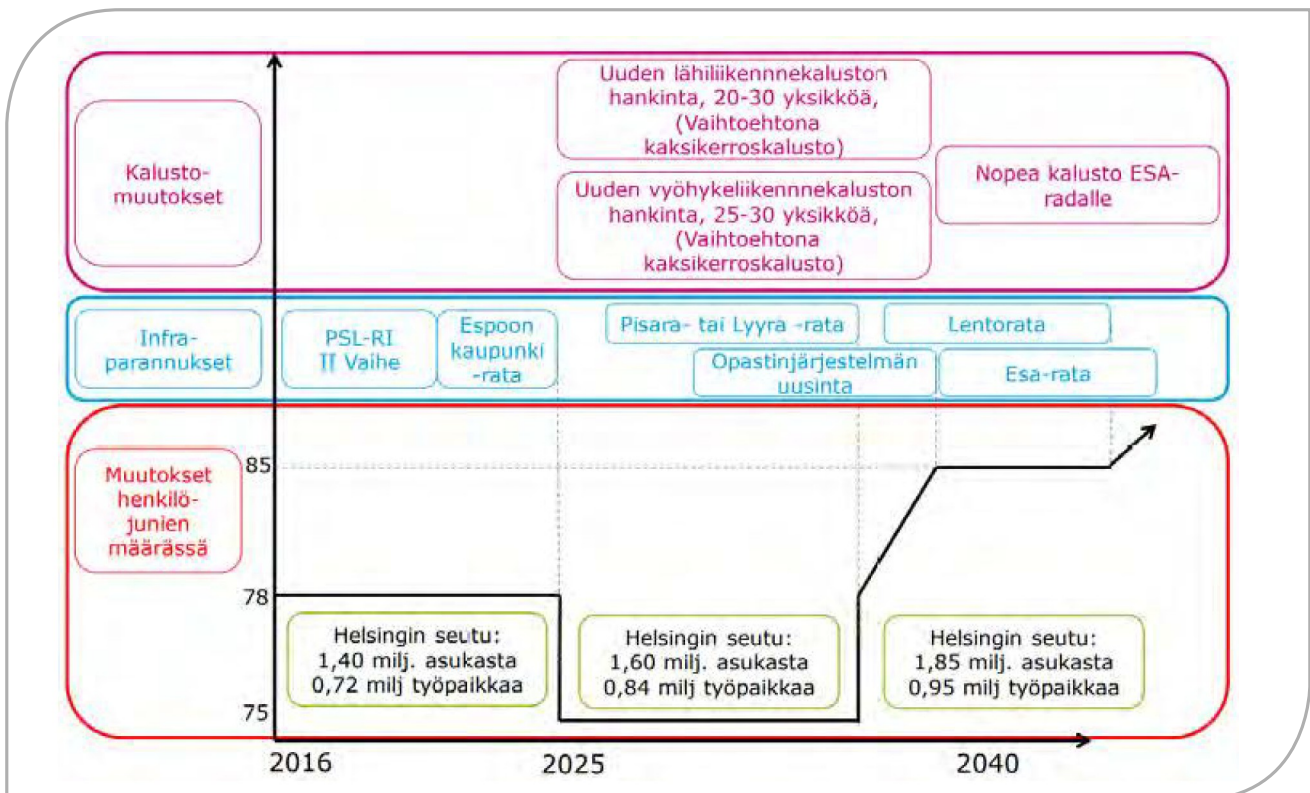 Kalusto-
muutokset
Uuden lähiliikennnekaluston
hankinta, 20-30 yksikköä,
(Vaihtoehtona
kaksikerroskalusto)
Uuden vyöhykeliikennnekaluston
hankinta, 25-30 yksikköä,
(Vaihtoehtona
kaksikerroskalusto)
Nopea kalusto ESA-
radalle
Infra-
parannukset
PSL-RI
II Vaihe
Espoon
kaupunki
-rata
Pisara- tai Lyyra -rata
Opastinjärjestelmän
uusinta
Lentorata
Esa-rata
Muutokset
henkilö-
junien
määrässä
85
78
75
Helsingin seutu:
1,40 milj. asukasta
0,72 milj työpaikkaa
Helsingin seutu:
1,60 milj. asukasta
0,84 milj työpaikkaa
Helsingin seutu:
1,85 milj. asukasta
0,95 milj työpaikkaa
2016
2025
2040